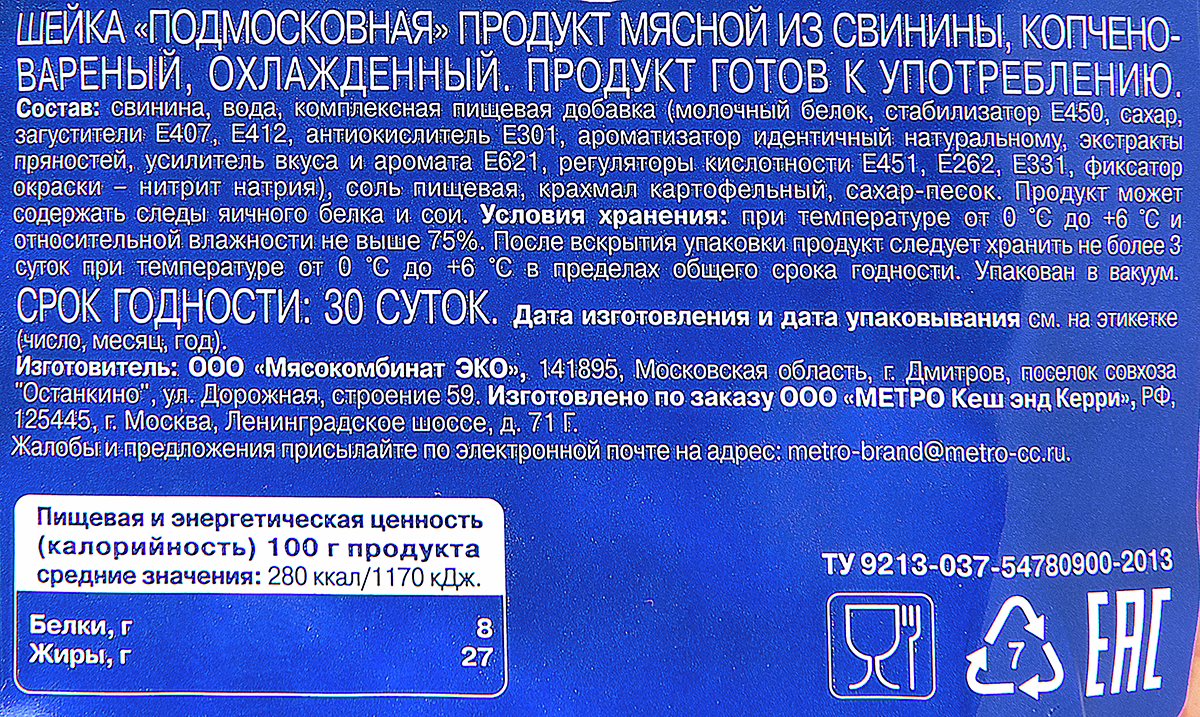 ШЕЙКА «ПОДМОСКОВНАЯ» ПРОДУКТ МЯСНОЙ ИЗ СВИНИНЫ, КОПЧЕНО-
ВАРЕНЫЙ, ОХЛАЖДЕННЫЙ. ПРОДУКТ ГОТОВ К УПОТРЕБЛЕНИЮ.
Состав: свинина, вода, комплексная пищевая добавка (молочный белок, стабилизатор Е450, сахар,
загустители Е407, Е412, антиокислитель Е301, ароматизатор идентичный натуральному, экстракты
пряностей, усилитель вкуса и аромата Е621, регуляторы кислотности Е451, Е262, Е331, фиксатор
окраски – нитрит натрия), соль пищевая, крахмал картофельный, сахар-песок. Продукт может
содержать следы яичного белка и сои. Условия хранения: при температуре от 0 °С до +6 °С и
относительной влажности не выше 75%. После вскрытия упаковки продукт следует хранить не более 3
суток при температуре от 0 °С до +6 °С в пределах общего срока годности. Упакован в вакуум.
СРОК ГОДНОСТИ: 30 СУТОК. Дата изготовления и дата упаковывания см. на этикетке
(число, месяц, год).
Изготовитель: ООО «Мясокомбинат ЭКО», 141895, Московская область, г. Дмитров, поселок совхоза
"Останкино", ул. Дорожная, строение 59. Изготовлено по заказу ООО «МЕТРО Кеш энд Керри», РФ,
125445, г. Москва, Ленинградское шоссе, д. 71 Г.
Жалобы и предложения присылайте по электронной почте на адрес: metro-brand@metro-cc.ru.
Пищевая и энергетическая ценность
(калорийность) 100 г продукта
средние значения: 280 ккал/1170 кДж.
Белки, г 8
Жиры, г 27
ТУ 9213-037-54780900-2013
7
EAC